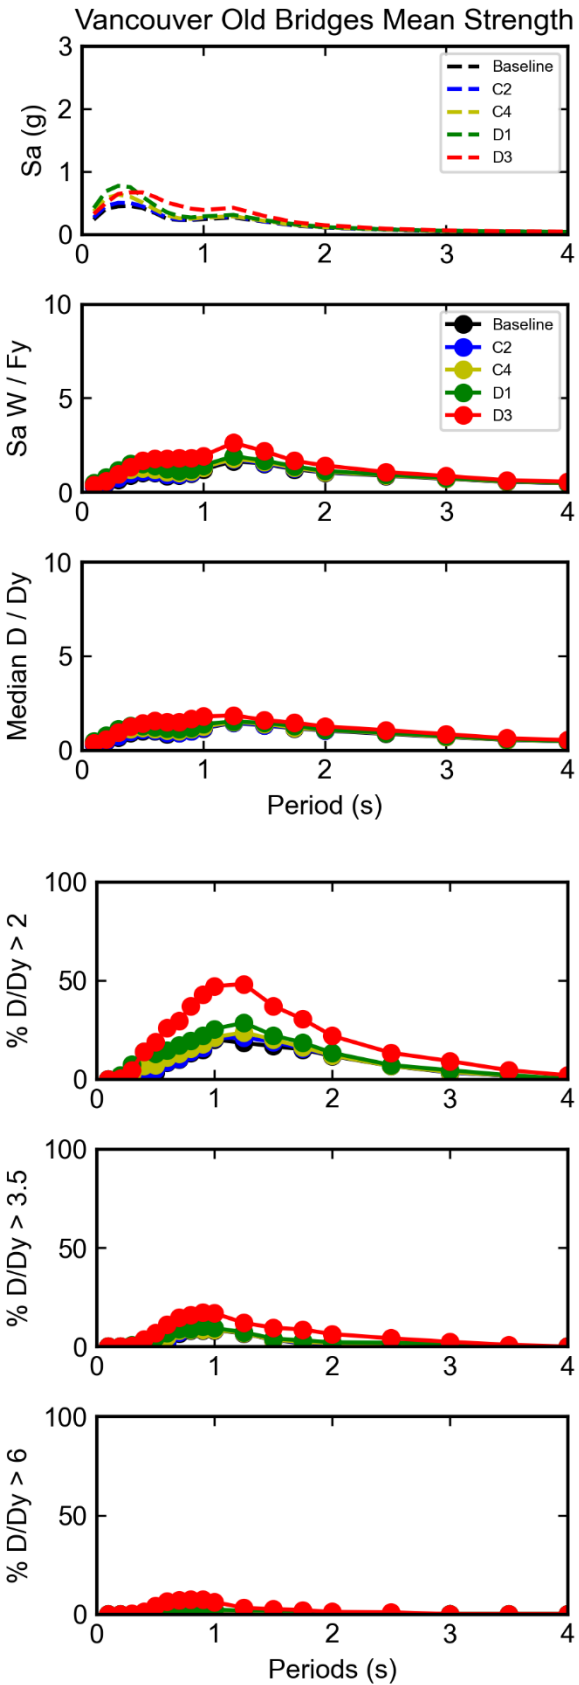 Vancouver Old Bridges Mean Strength
3
2
1
0
Sa (g)
Baseline
C2
C4
D1
D3
0 1 2 3 4
10
5
0
Sa W / Fy
Baseline
C2
C4
D1
D3
0 1 2 3 4
10
5
0
Median D / Dy
0 1 2 3 4
Period (s)
100
50
0
% D/Dy > 2
0 1 2 3 4
100
50
0
% D/Dy > 3.5
0 1 2 3 4
100
50
0
% D/Dy > 6
0 1 2 3 4
Periods (s)